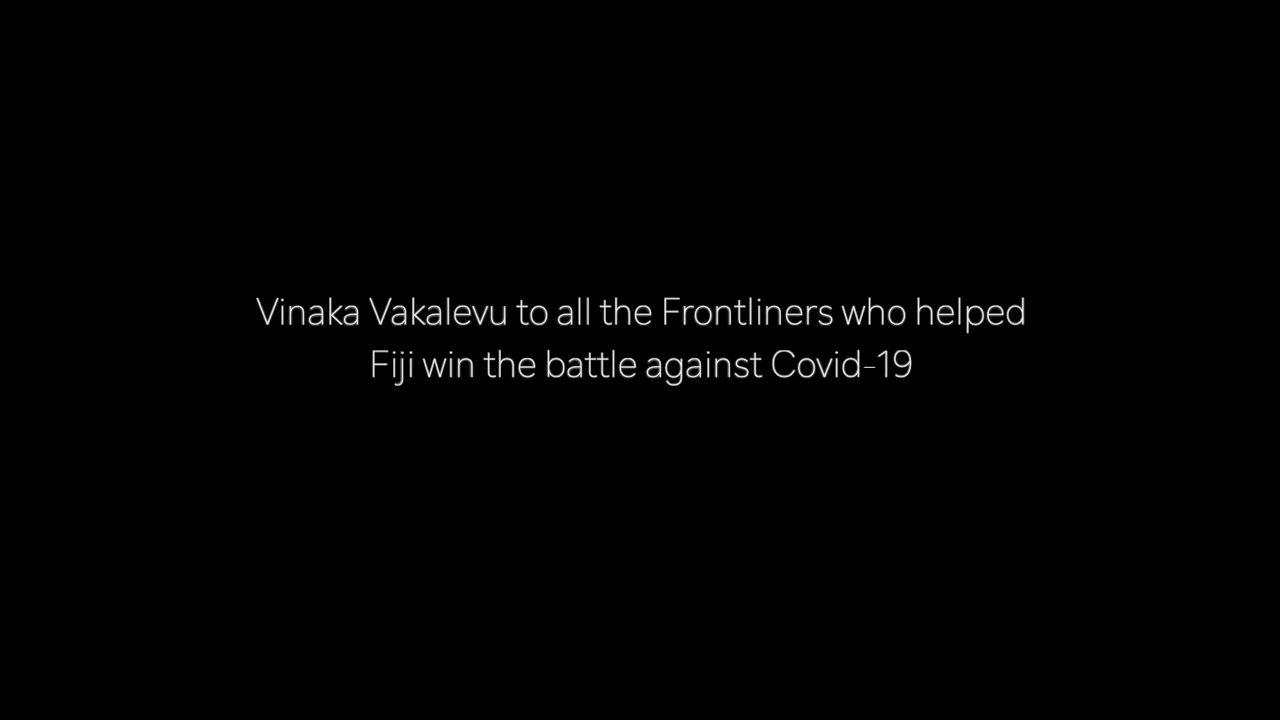 Vinaka Vakalevu to all the Frontliners who helped
Fiji win the battle against Covid-19